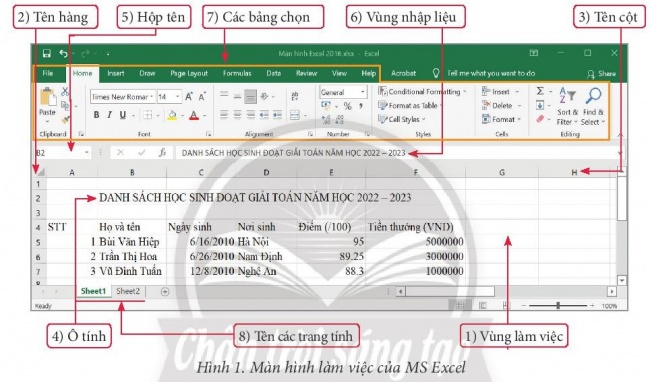 2) Tên hàng
5) Hộp tên
7) Các bảng chọn
6) Vùng nhập liệu
3) Tên cột
Màn hình Excel 2016.xlsx - Excel
File Home Insert Draw Page Layout Formulas Data Review View Help Acrobat Tell me what you want to do Share
Times New Romar 14 A A General Conditional Formatting Insert Σ
Paste Format as Table Delete Sort & Find &
B I U A $ % , Cell Styles Format Filter Select
Clipboard Font Alignment Number Styles Cells Editing
B2 fx DANH SÁCH HỌC SINH ĐOẠT GIẢI TOÁN NĂM HỌC 2022 – 2023
A B C D E F G H
1
2 DANH SÁCH HỌC SINH ĐOẠT GIẢI TOÁN NĂM HỌC 2022 – 2023
3
4 STT Họ và tên Ngày sinh Nơi sinh Điểm (/100) Tiền thưởng (VND)
5 1 Bùi Văn Hiệp 6/16/2010 Hà Nội 95 5000000
6 2 Trần Thị Hoa 6/26/2010 Nam Định 89.25 3000000
7 3 Vũ Đình Tuấn 12/8/2010 Nghệ An 88.3 1000000
Sheet1 Sheet2
Ready 100%
4) Ô tính
8) Tên các trang tính
1) Vùng làm việc
Chân trời sáng tạo
Hình 1. Màn hình làm việc của MS Excel